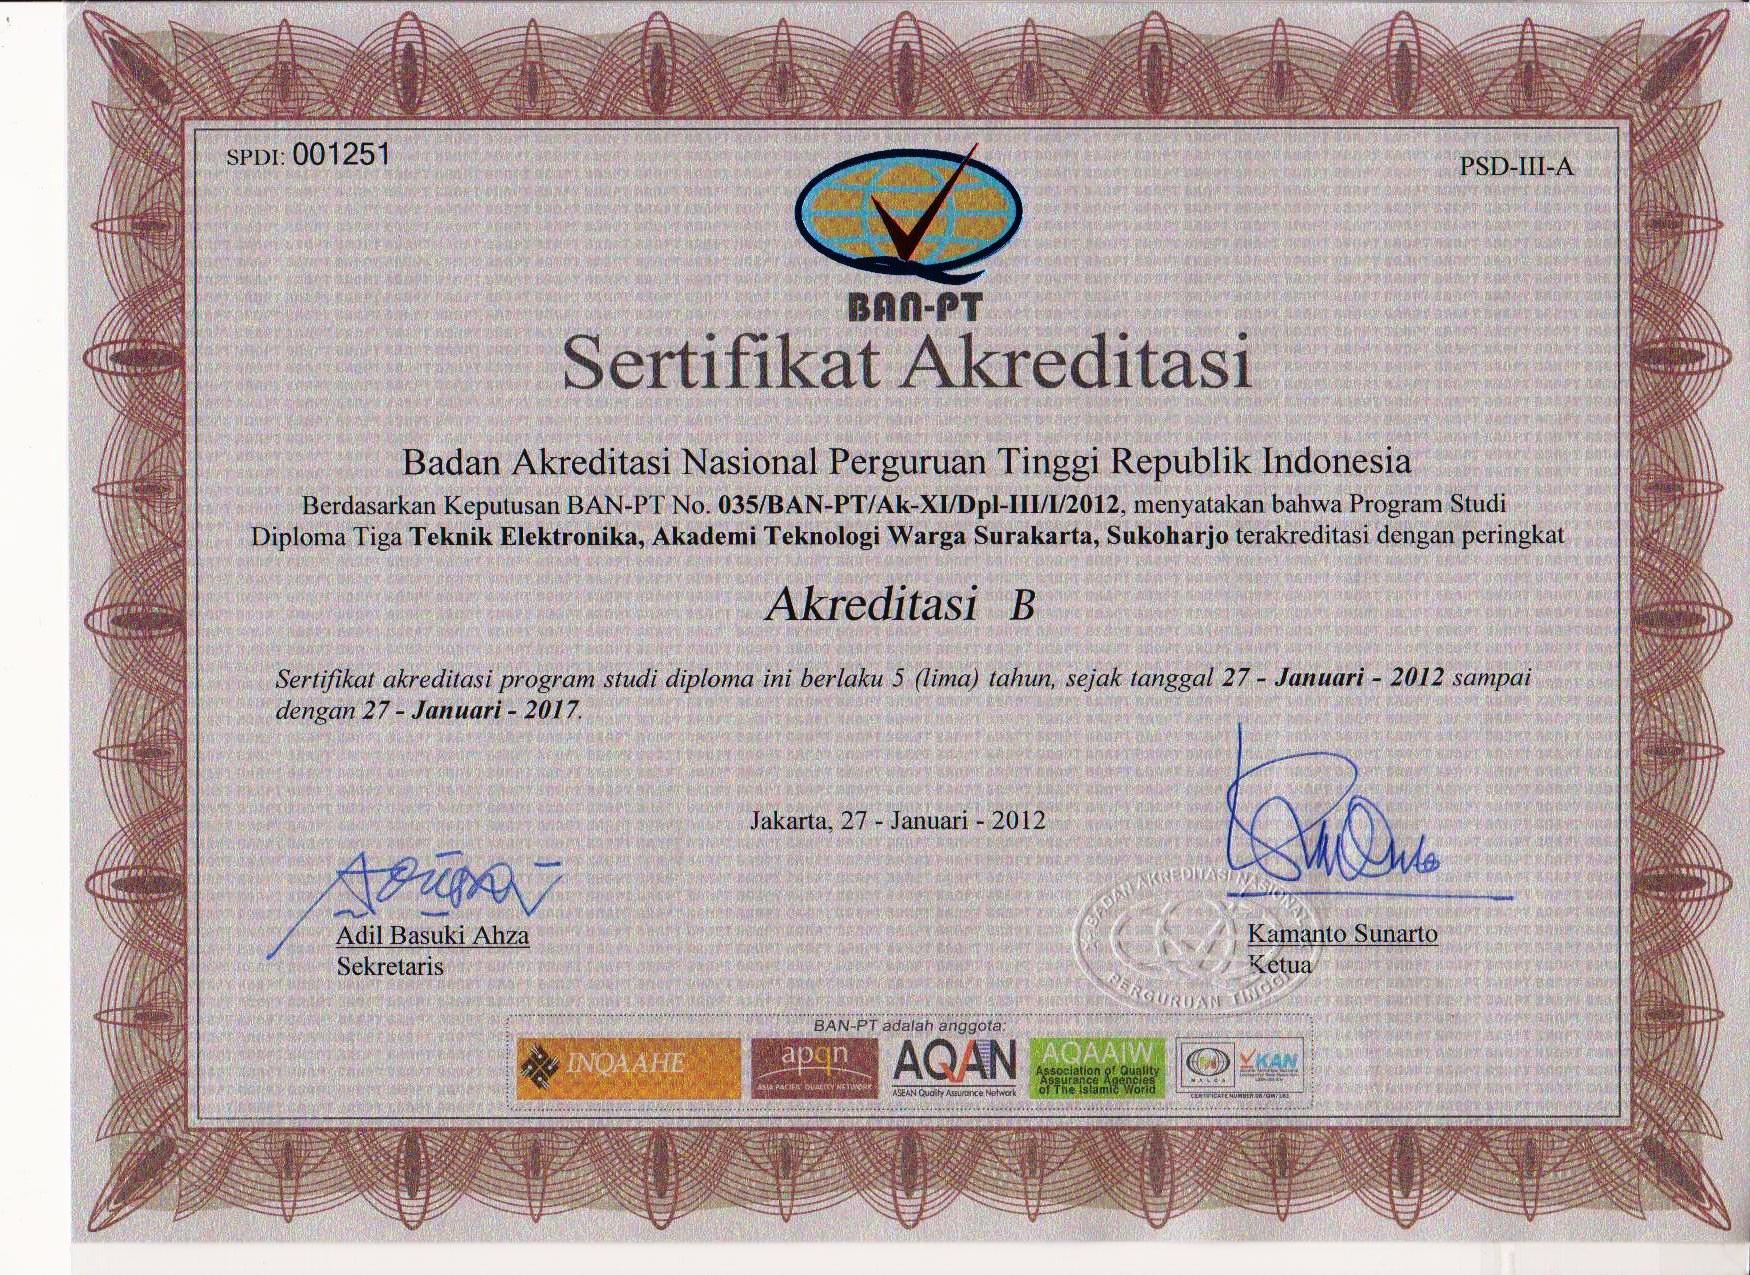 SPDI: 001251
PSD-III-A
BAN-PT
Sertifikat Akreditasi
Badan Akreditasi Nasional Perguruan Tinggi Republik Indonesia
Berdasarkan Keputusan BAN-PT No. 035/BAN-PT/Ak-XI/Dpl-III/I/2012, menyatakan bahwa Program Studi
Diploma Tiga Teknik Elektronika, Akademi Teknologi Warga Surakarta, Sukoharjo terakreditasi dengan peringkat
Akreditasi B
Sertifikat akreditasi program studi diploma ini berlaku 5 (lima) tahun, sejak tanggal 27 - Januari - 2012 sampai
dengan 27 - Januari - 2017.
Jakarta, 27 - Januari - 2012
Adil Basuki Ahza
Sekretaris
BADAN AKREDITASI NASIONAL
PERGURUAN TINGGI
Kamanto Sunarto
Ketua
BAN-PT adalah anggota:
INQAAHE
apqn
ASIA PACIFIC QUALITY NETWORK
AQAN
ASEAN Quality Assurance Network
AQAAIW
Association of Quality
Assurance Agencies
of The Islamic World
KAN